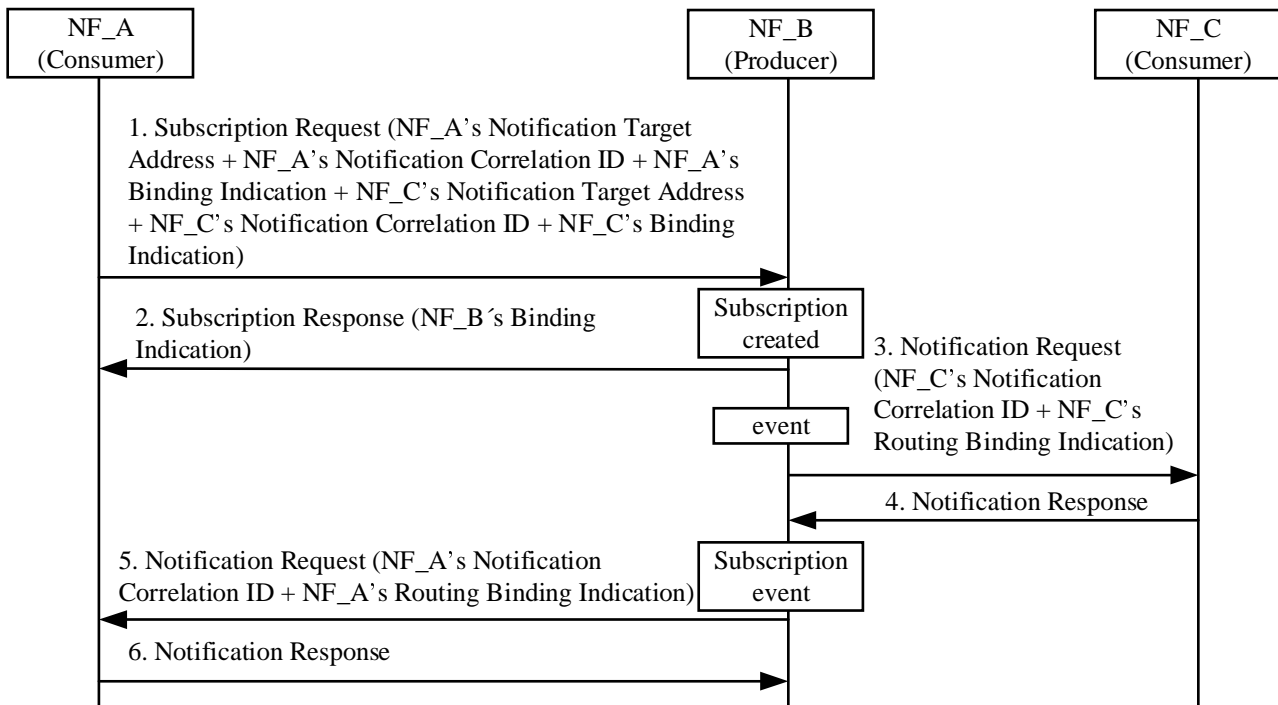 NF_A
(Consumer)
NF_B
(Producer)
NF_C
(Consumer)
1. Subscription Request (NF_A’s Notification Target
Address + NF_A’s Notification Correlation ID + NF_A’s
Binding Indication + NF_C’s Notification Target Address
+ NF_C’s Notification Correlation ID + NF_C’s Binding
Indication)
Subscription
created
2. Subscription Response (NF_B´s Binding
Indication)
3. Notification Request
(NF_C’s Notification
Correlation ID + NF_C’s
Routing Binding Indication)
event
4. Notification Response
5. Notification Request (NF_A’s Notification
Correlation ID + NF_A’s Routing Binding Indication)
Subscription
event
6. Notification Response